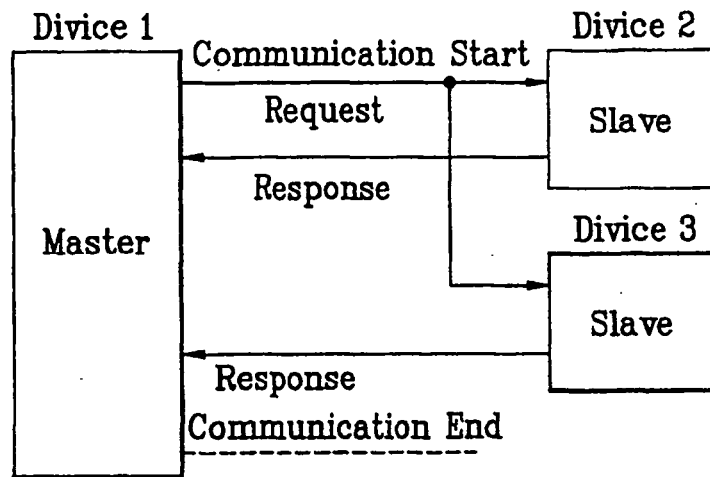 Divice 1
Communication Start
Divice 2
Request
Slave
Response
Master
Divice 3
Slave
Response
Communication End